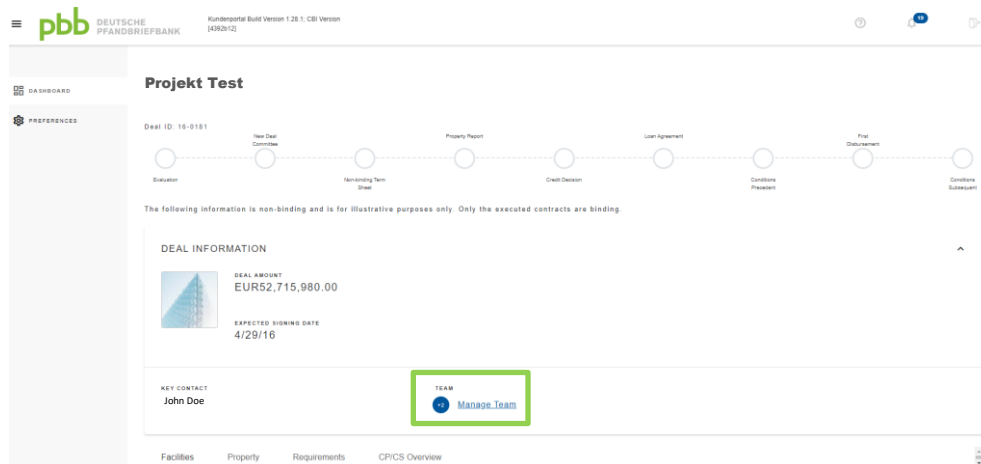 pbb DEUTSCHE
PFANDBRIEFBANK
Kundenportal Build Version 1.28.1; CBI Version
[4392b12]
DASHBOARD
PREFERENCES
Projekt Test
Deal ID: 16-0181
Evaluation
New Deal
Committee
Non-binding Term
Sheet
Property Report
Credit Decision
Loan Agreement
Conditions
Precedent
First
Disbursement
Conditions
Subsequent
The following information is non-binding and is for illustrative purposes only. Only the executed contracts are binding.
DEAL INFORMATION
DEAL AMOUNT
EUR52,715,980.00
EXPECTED SIGNING DATE
4/29/16
KEY CONTACT
John Doe
TEAM
+2 Manage Team
Facilities Property Requirements CP/CS Overview